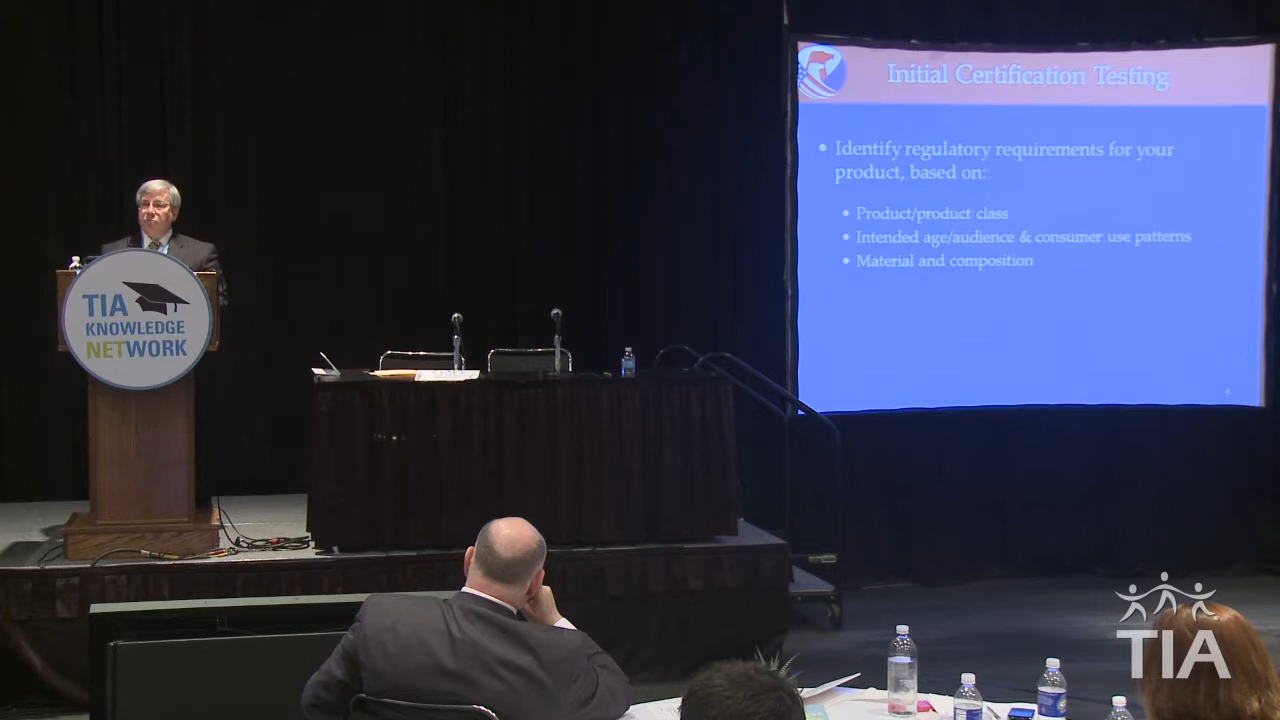 Initial Certification Testing
• Identify regulatory requirements for your
product, based on:
• Product/product class
• Intended age/audience & consumer use patterns
• Material and composition
TIA
KNOWLEDGE
NETWORK
TIA